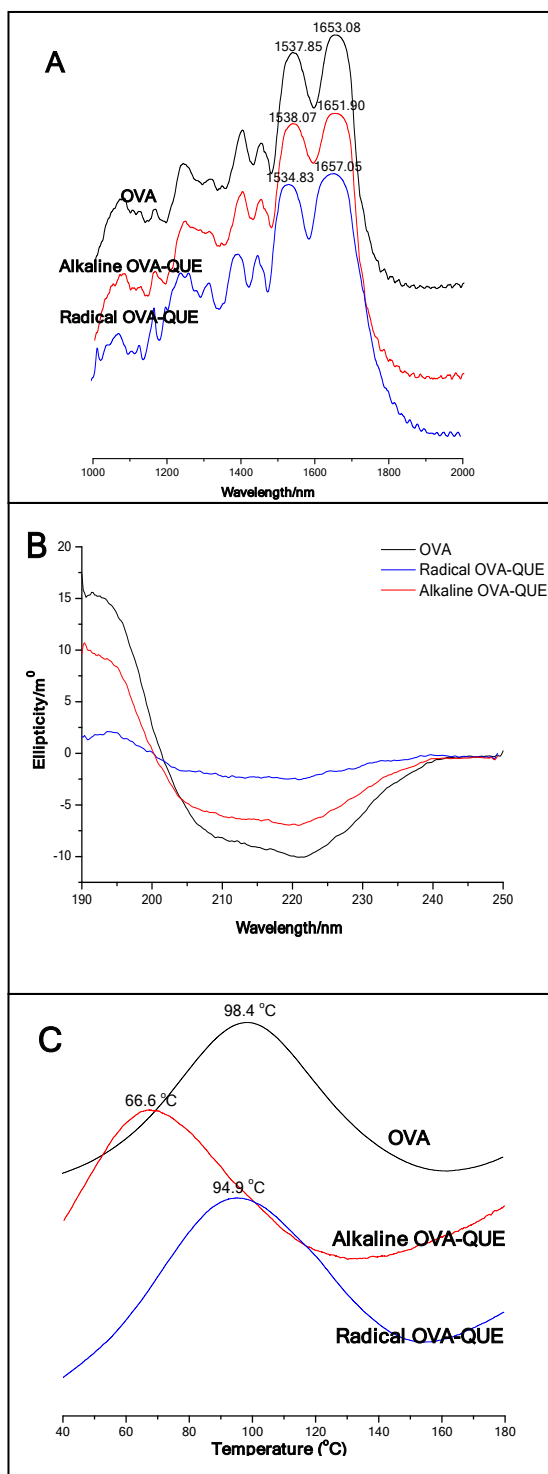 A
1653.08
1537.85
1651.90
1538.07
1657.05
1534.83
OVA
Alkaline OVA-QUE
Radical OVA-QUE
1000 1200 1400 1600 1800 2000
Wavelength/nm
B
20
15
10
5
0
-5
-10
Ellipticity/m⁰
OVA
Radical OVA-QUE
Alkaline OVA-QUE
190 200 210 220 230 240 250
Wavelength/nm
C
98.4 °C
66.6 °C
94.9 °C
OVA
Alkaline OVA-QUE
Radical OVA-QUE
40 60 80 100 120 140 160 180
Temperature (°C)